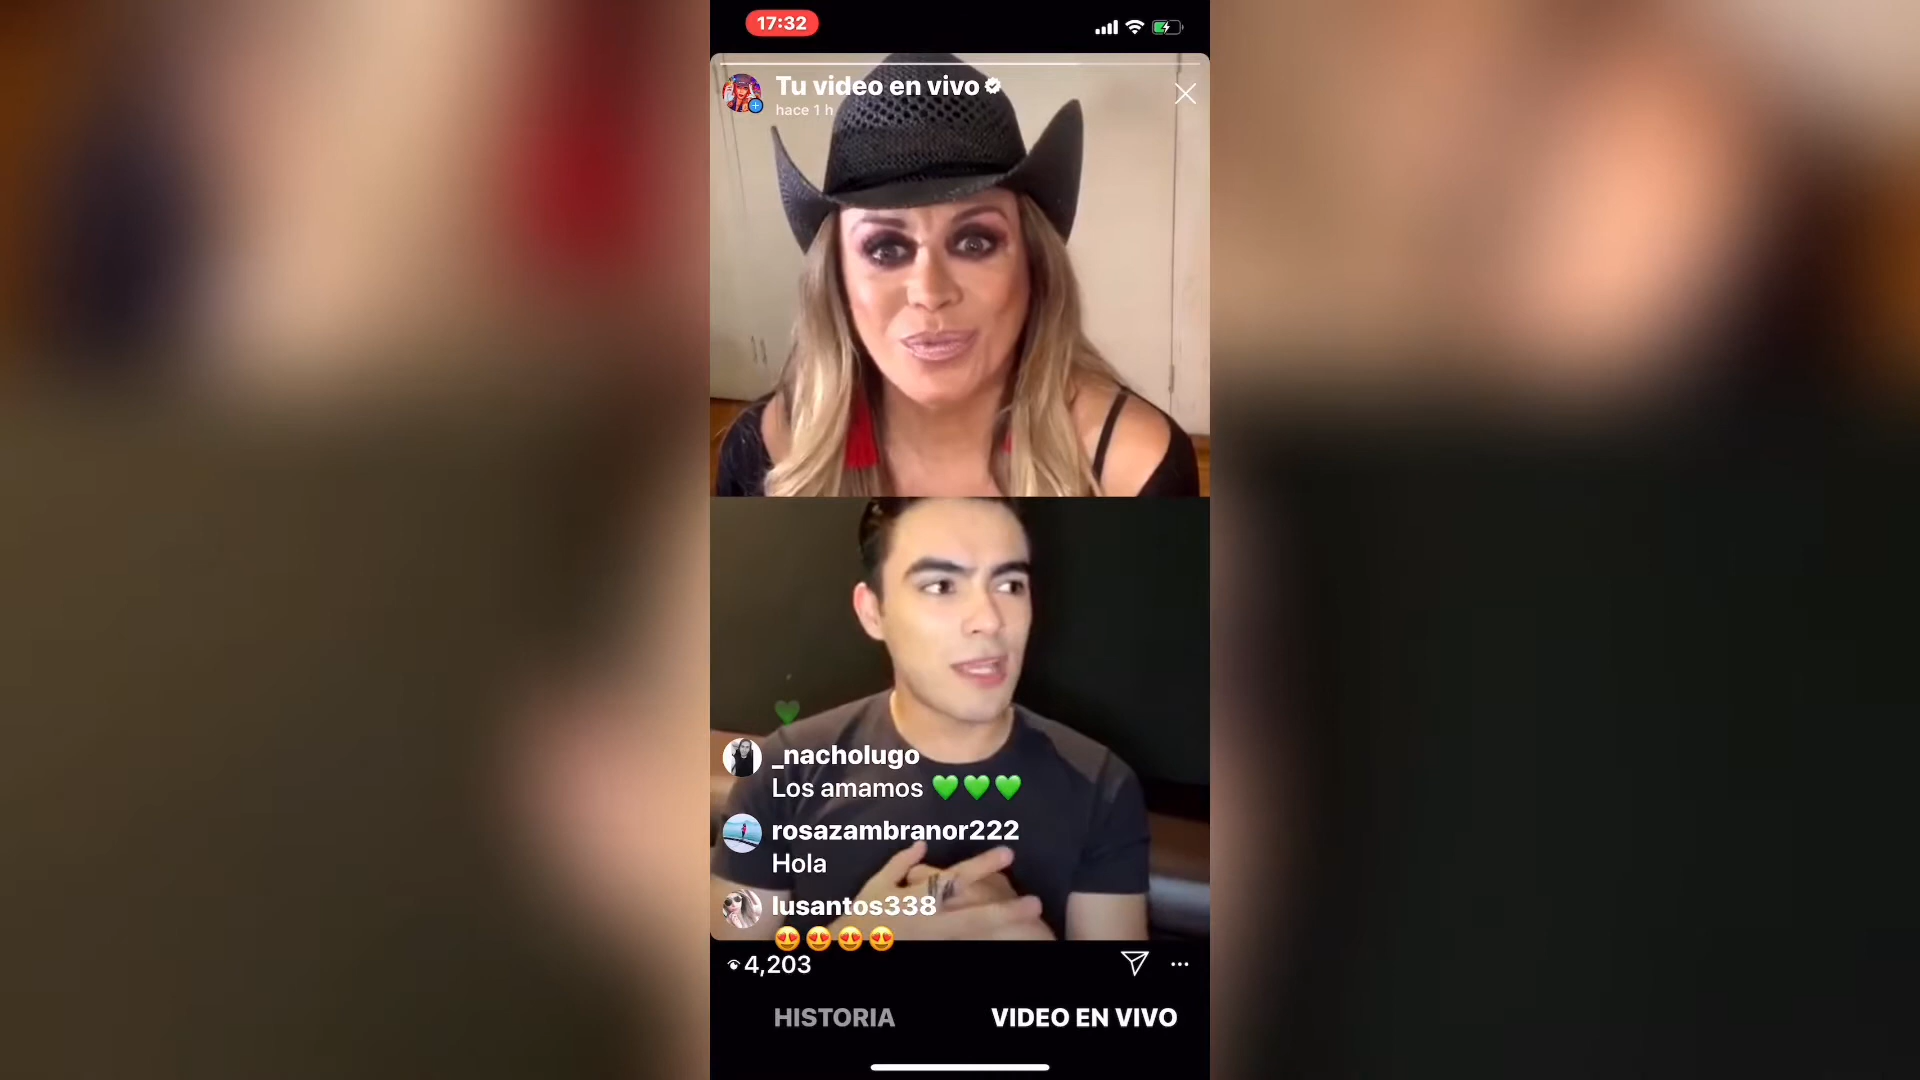 17:32
Tu video en vivo
hace 1 h
_nacholugo
Los amamos 💚💚💚
rosazambranor222
Hola
lusantos338
😍😍😍😍
4,203
HISTORIA
VIDEO EN VIVO